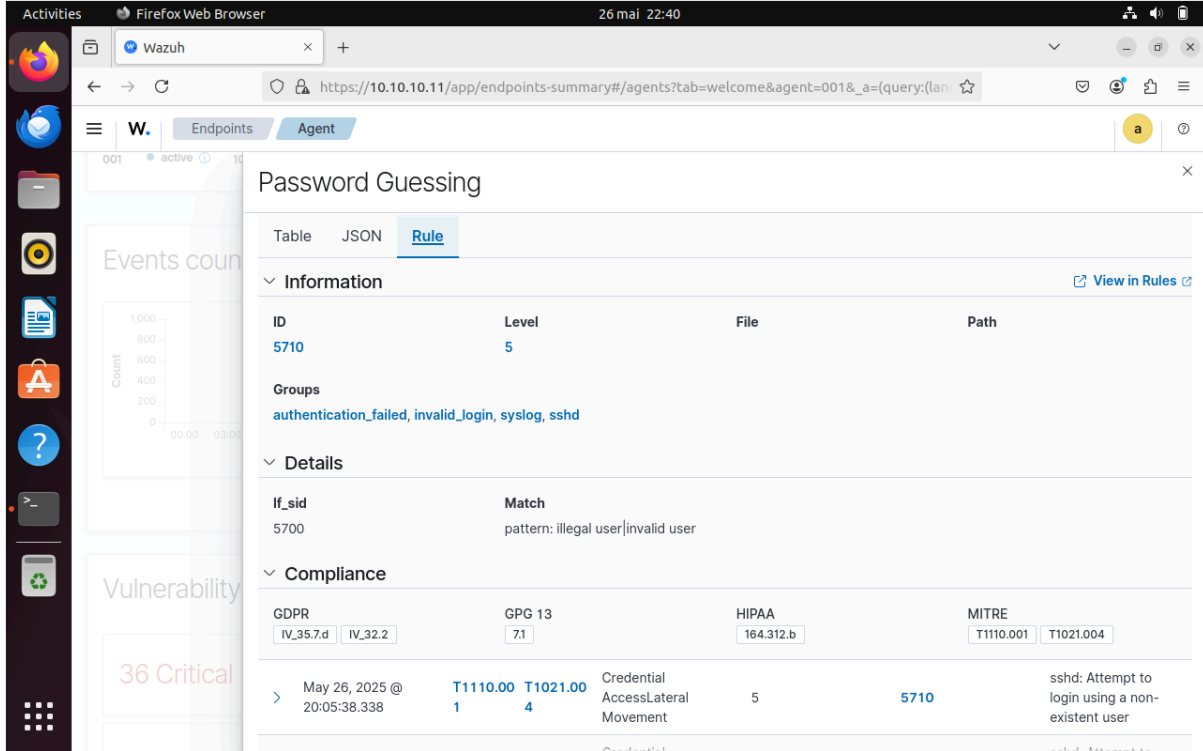 Activities Firefox Web Browser 26 mai 22:40
Wazuh
https://10.10.10.11/app/endpoints-summary#/agents?tab=welcome&agent=001&_a=(query:(lan
W. Endpoints Agent a
001 active 10
Password Guessing
Table JSON Rule
Events coun
Information View in Rules
ID Level File Path
5710 5
1,000
800
600
400
200
0
Count
00:00 03:00
Groups
authentication_failed, invalid_login, syslog, sshd
Details
If_sid Match
5700 pattern: illegal user|invalid user
Compliance
Vulnerability
GDPR GPG 13 HIPAA MITRE
IV_35.7.d IV_32.2 7.1 164.312.b T1110.001 T1021.004
36 Critical
May 26, 2025 @
20:05:38.338
T1110.00
1
T1021.00
4
Credential
AccessLateral
Movement
5
5710
sshd: Attempt to
login using a non-
existent user
Credential
sshd: Attempt to